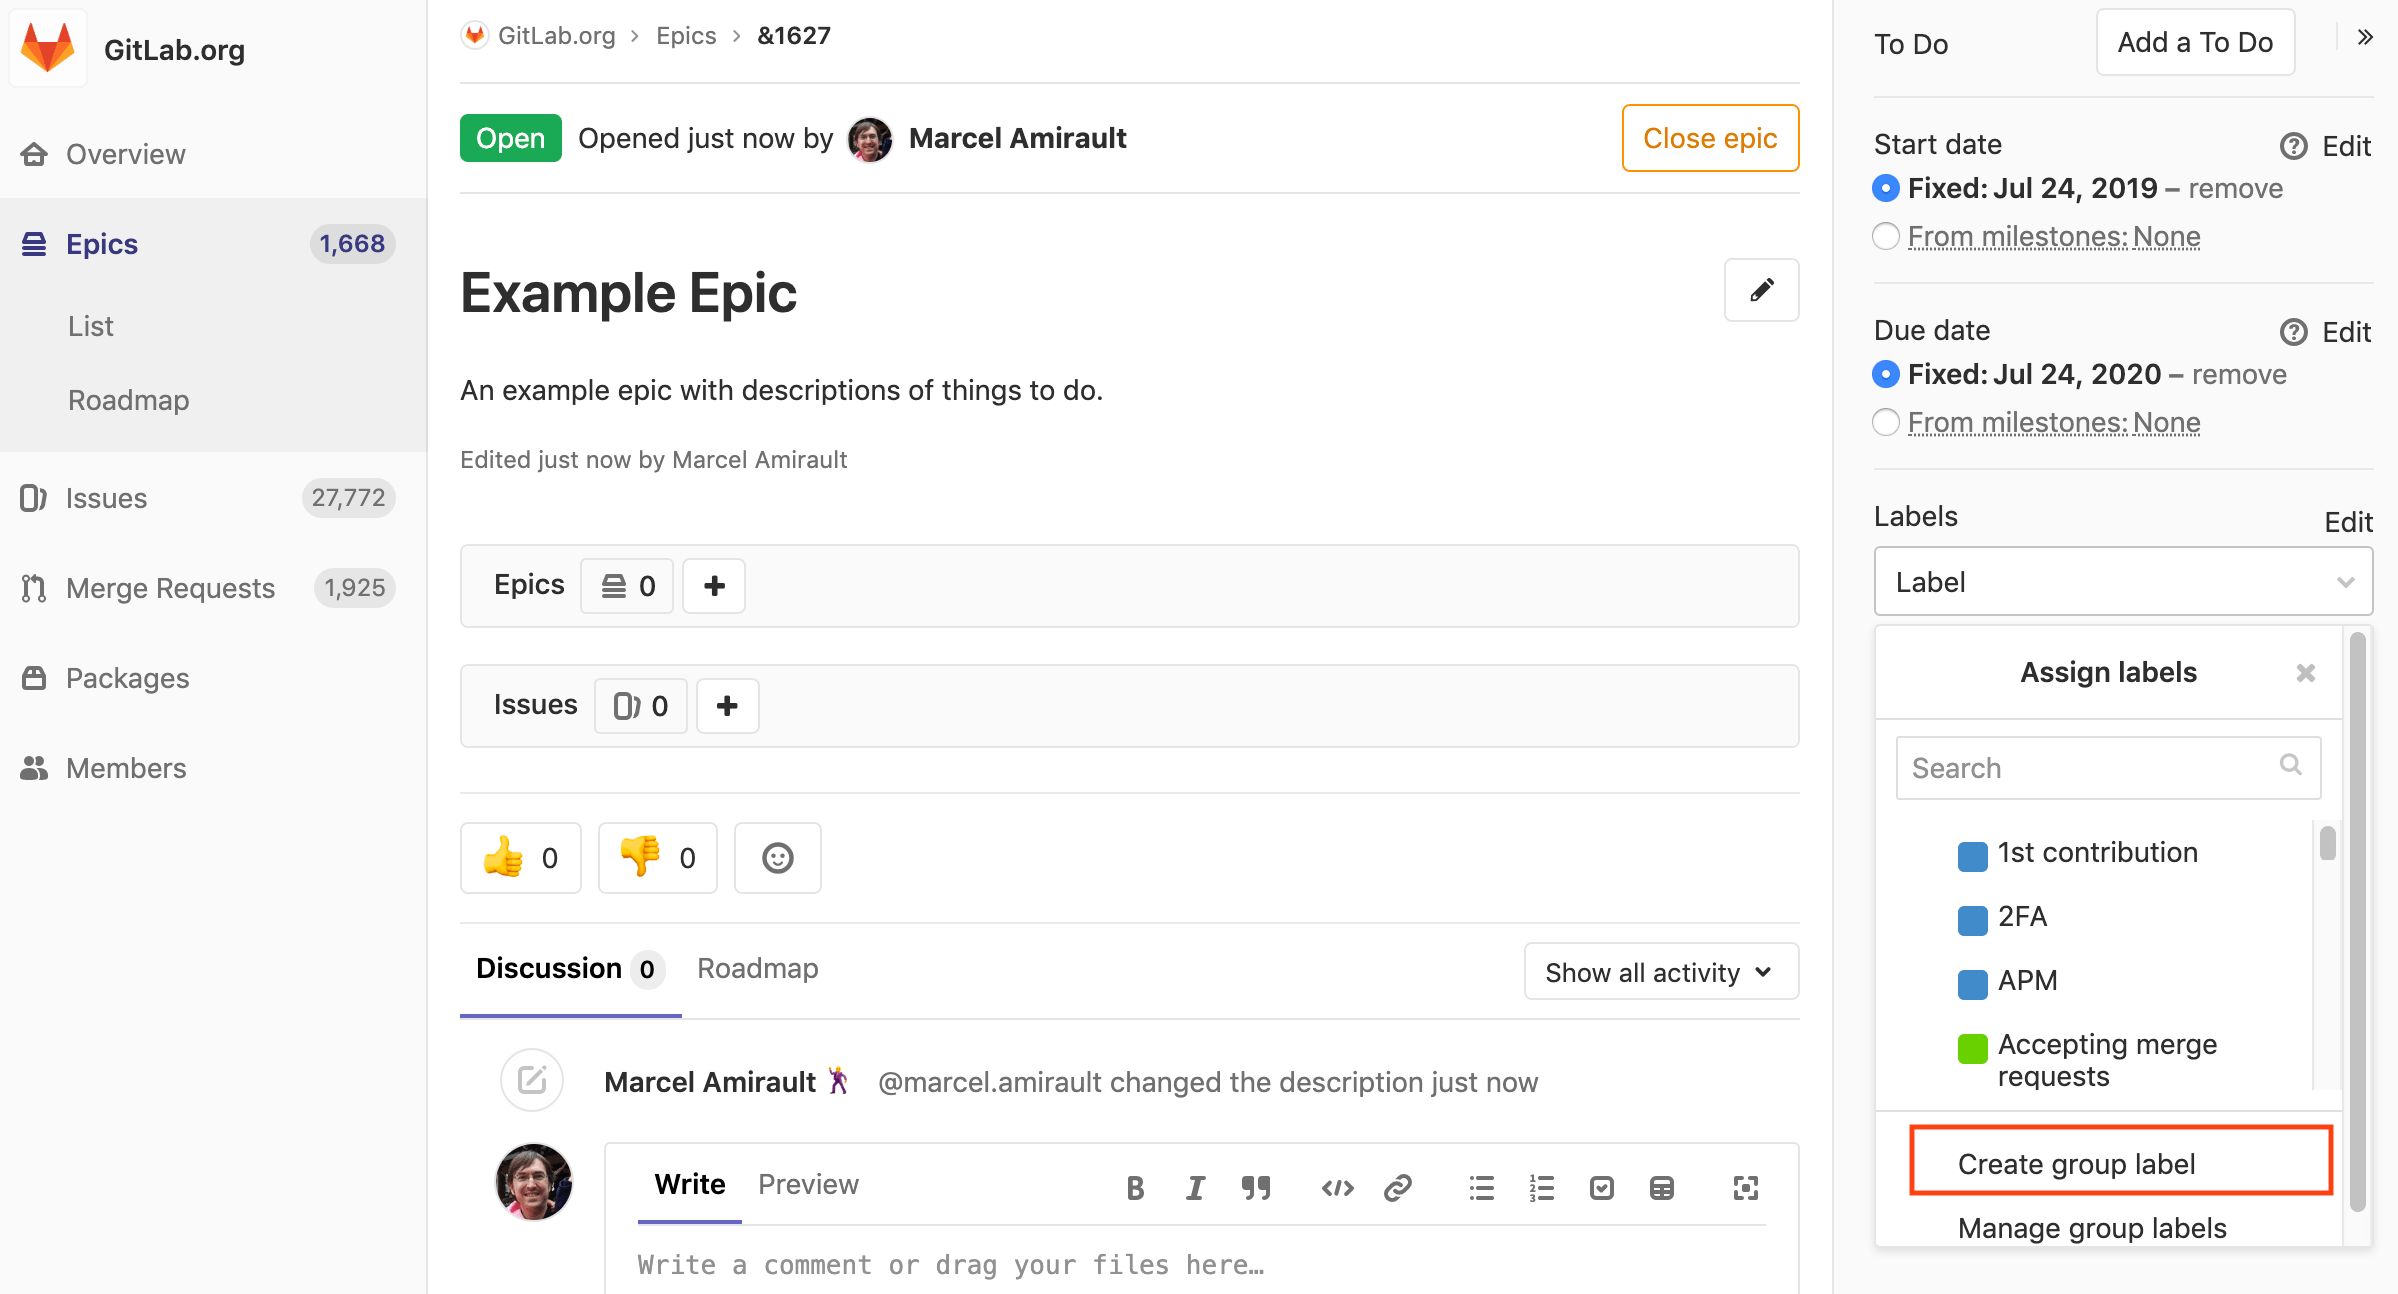 GitLab.org
Overview
Epics 1,668
List
Roadmap
Issues 27,772
Merge Requests 1,925
Packages
Members
GitLab.org › Epics › &1627
Open Opened just now by Marcel Amirault Close epic
Example Epic
An example epic with descriptions of things to do.
Edited just now by Marcel Amirault
Epics 0
Issues 0
0 0
Discussion 0 Roadmap Show all activity
Marcel Amirault @marcel.amirault changed the description just now
Write Preview
Write a comment or drag your files here…
To Do Add a To Do
Start date Edit
Fixed: Jul 24, 2019 – remove
From milestones: None
Due date Edit
Fixed: Jul 24, 2020 – remove
From milestones: None
Labels Edit
Label
Assign labels
Search
1st contribution
2FA
APM
Accepting merge
requests
Create group label
Manage group labels